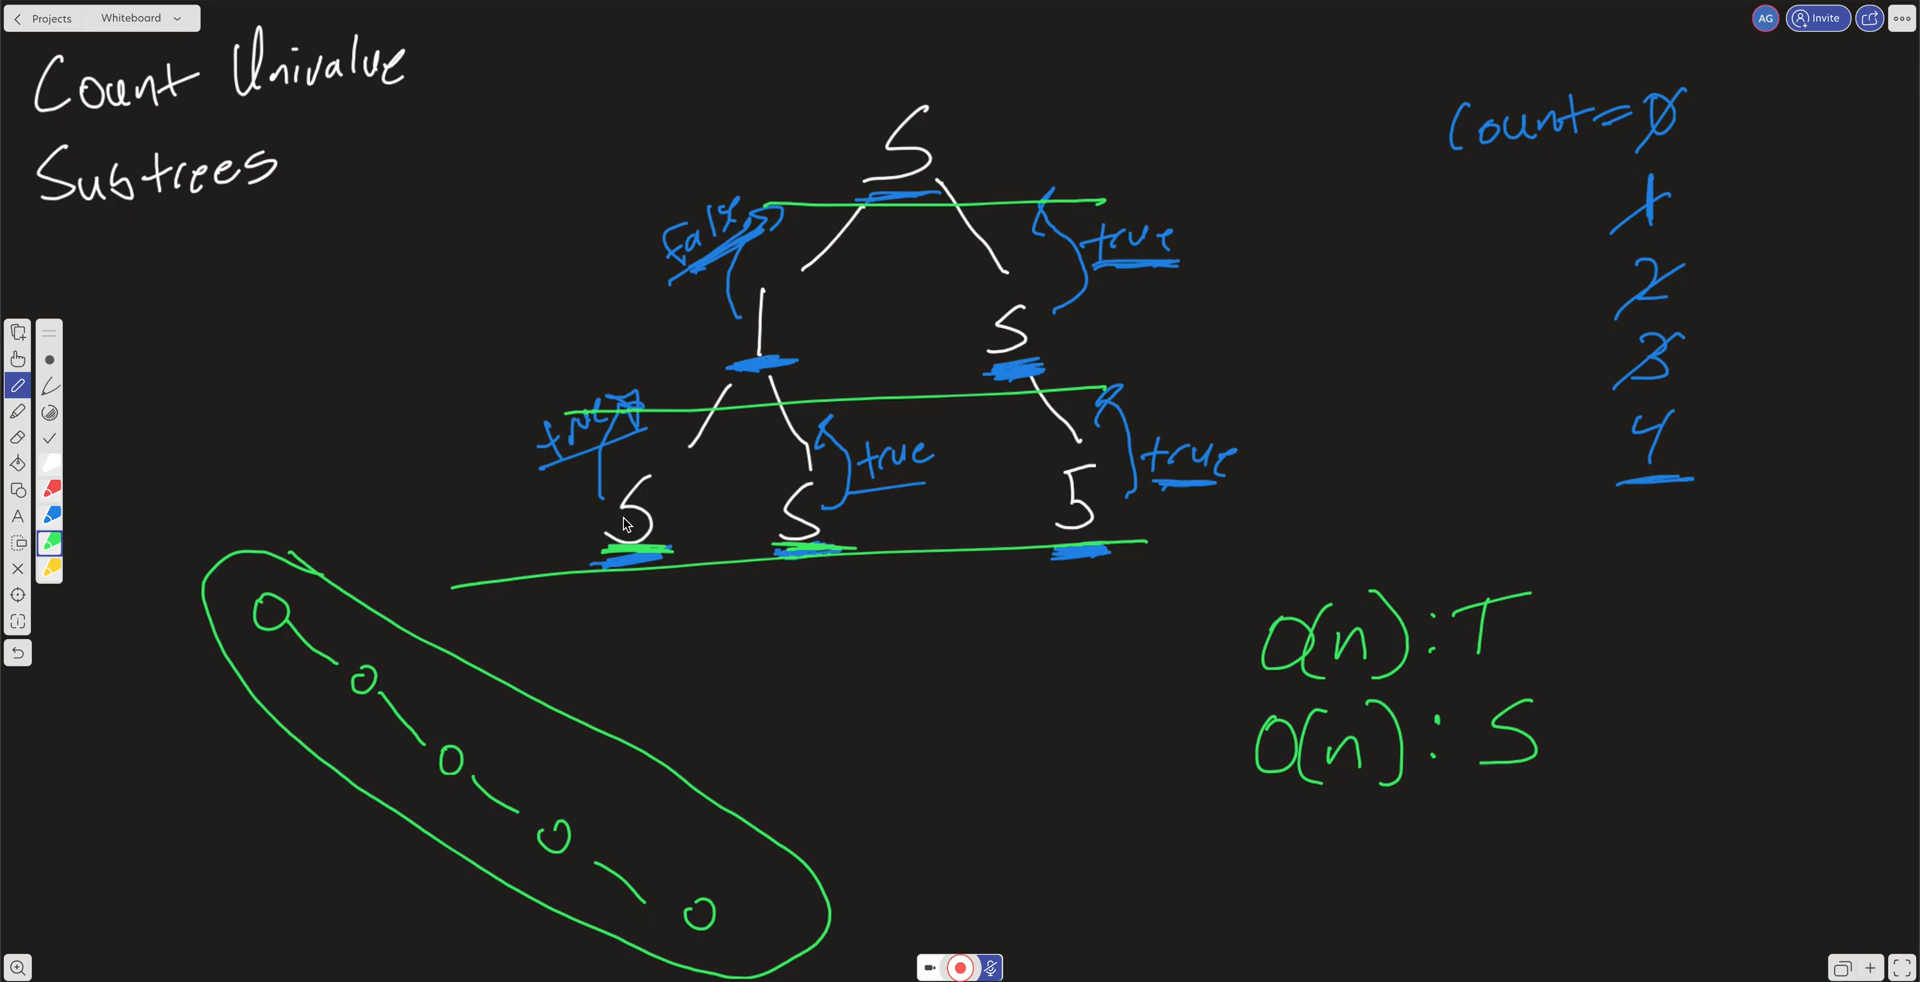 Projects Whiteboard
AG Invite
Count Univalue
Subtrees
Count = 0
1
2
3
4
5
false
true
1
5
true
true
true
5
5
5
A
O(n) : T
O(n) : S